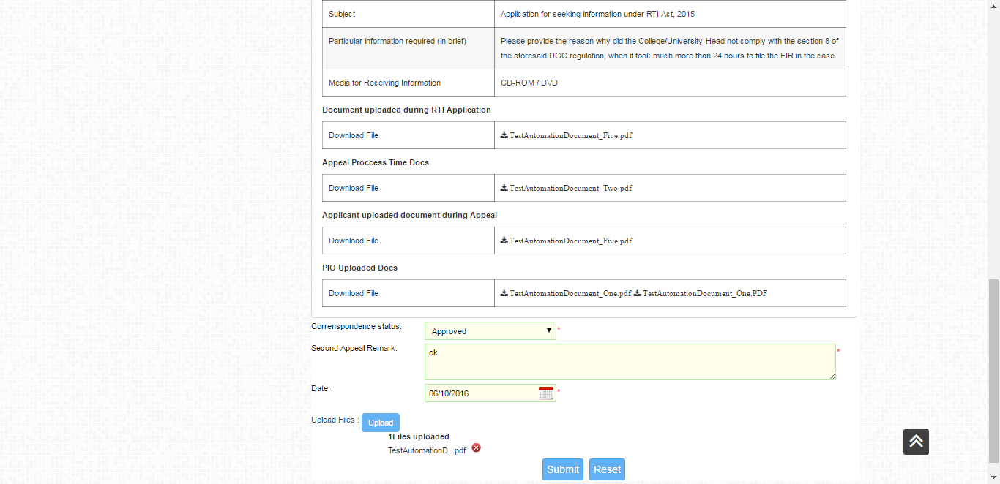 Subject Application for seeking information under RTI Act, 2015
Particular information required (in brief) Please provide the reason why did the College/University-Head not comply with the section 8 of
the aforesaid UGC regulation, when it took much more than 24 hours to file the FIR in the case.
Media for Receiving Information CD-ROM / DVD
Document uploaded during RTI Application
Download File TestAutomationDocument_Five.pdf
Appeal Proccess Time Docs
Download File TestAutomationDocument_Two.pdf
Applicant uploaded document during Appeal
Download File TestAutomationDocument_Five.pdf
PIO Uploaded Docs
Download File TestAutomationDocument_One.pdf TestAutomationDocument_One.PDF
Correnspondence status:: Approved *
Second Appeal Remark: ok *
Date: 06/10/2016 *
Upload Files : Upload
1Files uploaded
TestAutomationD...pdf
Submit Reset